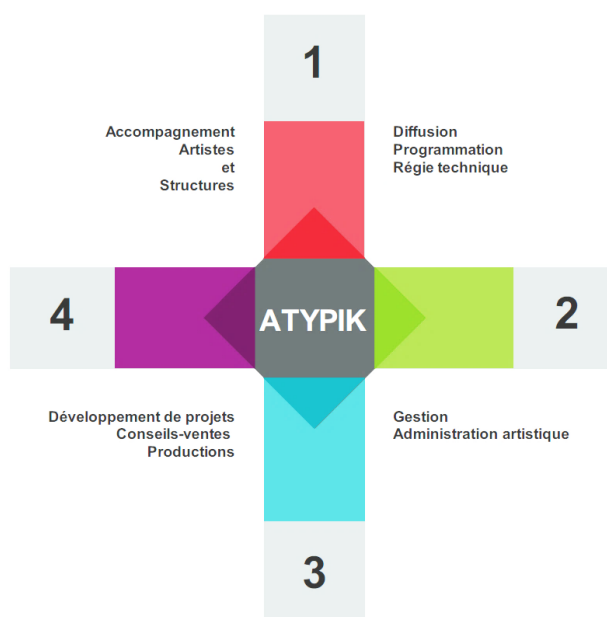 1
Accompagnement
Artistes
et
Structures
Diffusion
Programmation
Régie technique
4
ATYPIK
2
Développement de projets
Conseils-ventes
Productions
Gestion
Administration artistique
3